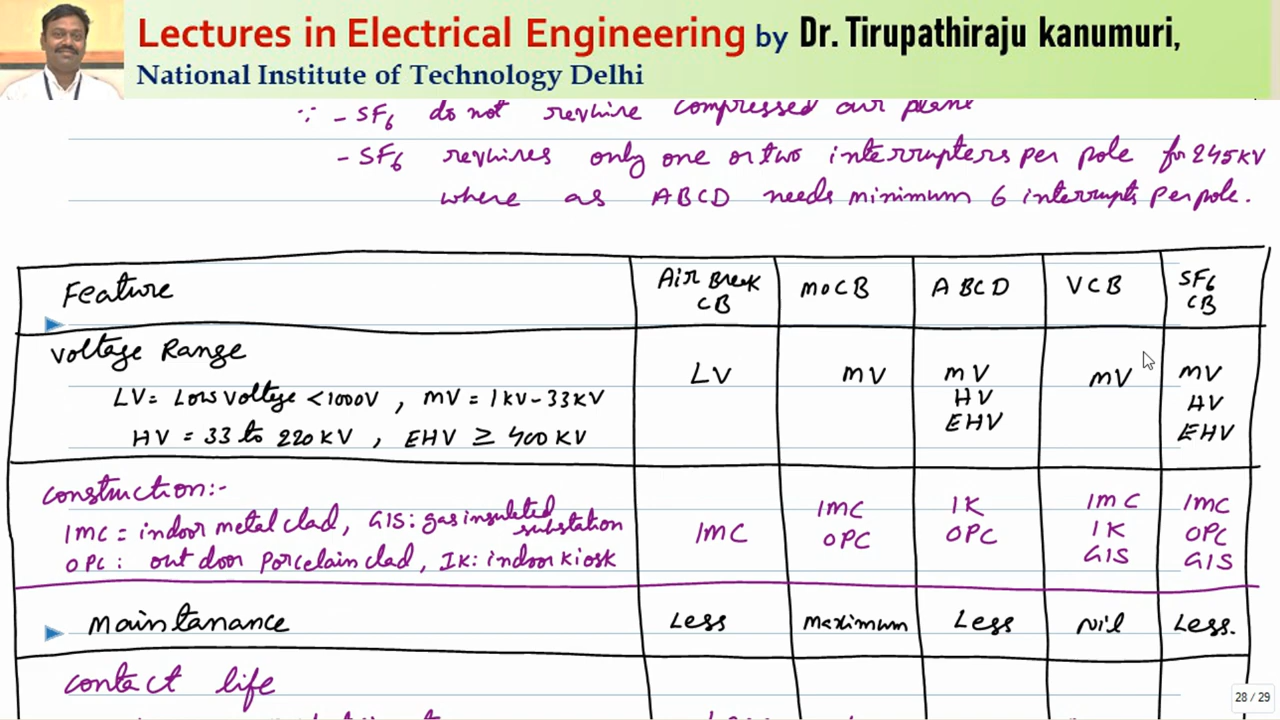 Lectures in Electrical Engineering by Dr. Tirupathiraju kanumuri,
National Institute of Technology Delhi
∵ - SF6 do not require compressed air plane
- SF6 requires only one or two interrupters per pole for 245KV
where as ABCD needs minimum 6 interrupts per pole.
Feature Air Break CB MOCB ABCD VCB SF6 CB
Voltage Range
LV = Low voltage < 1000V , MV = 1KV - 33KV
HV = 33 to 220KV , EHV ≥ 400KV
LV MV MV HV EHV MV MV HV EHV
construction:-
IMC = indoor metal clad, GIS: gas insulated substation
OPC: out door porcelain clad, IK: indoor kiosk
IMC IMC OPC IK OPC IMC IK GIS IMC OPC GIS
Maintanance Less Maximum Less Nil Less.
contact life
28 / 29